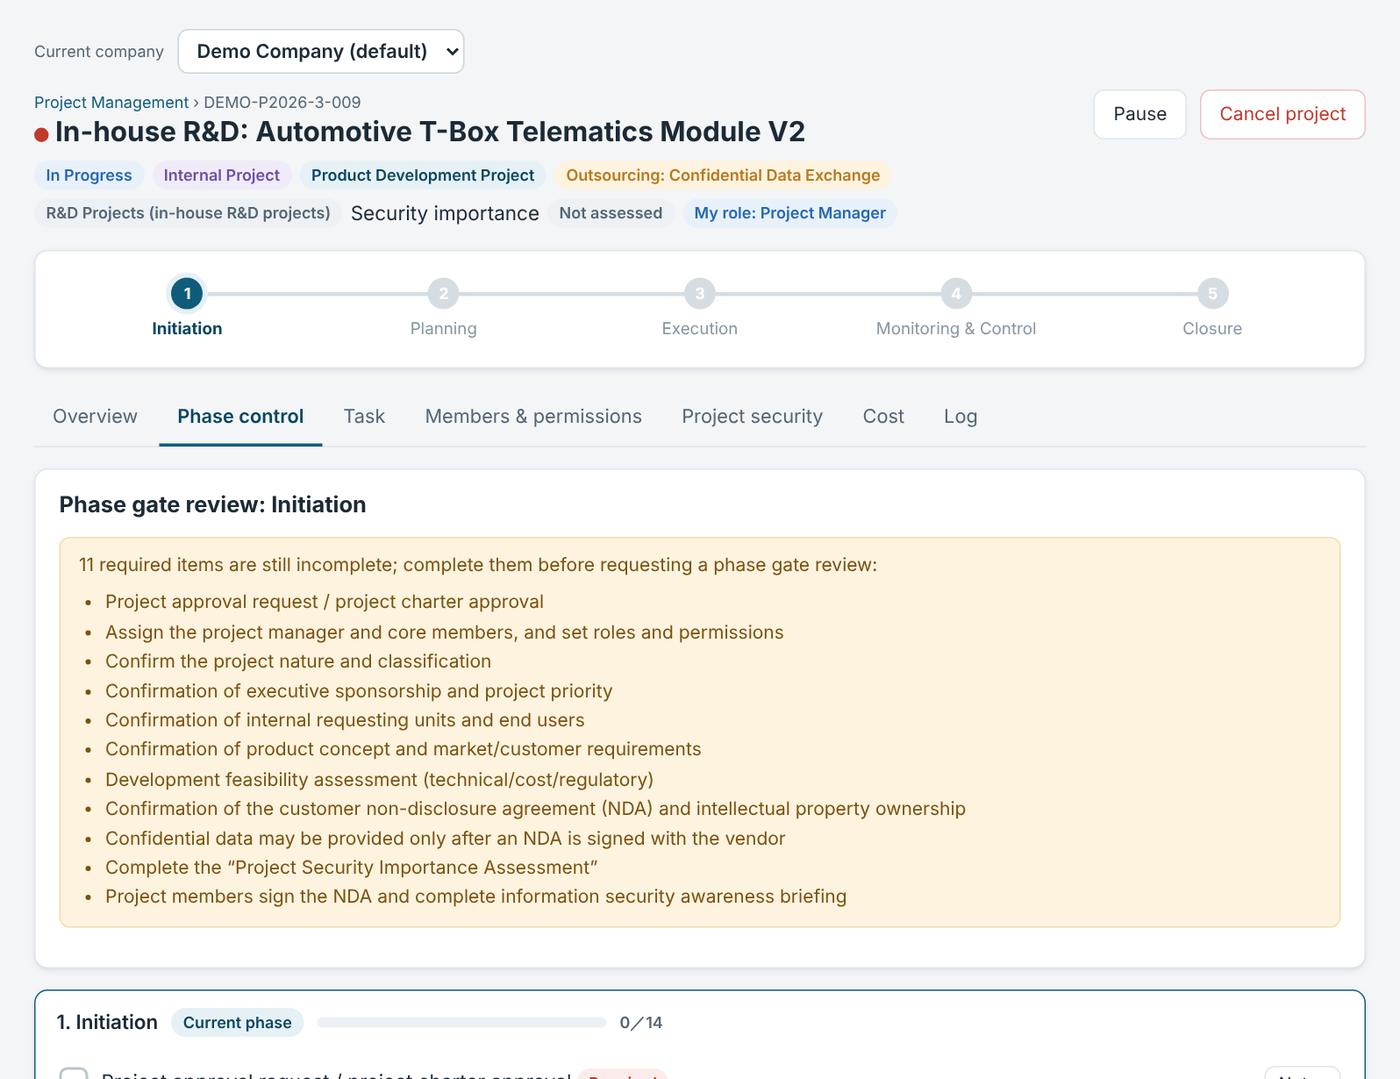 Current company
Demo Company (default)
Project Management › DEMO-P2026-3-009
In-house R&D: Automotive T-Box Telematics Module V2
Pause
Cancel project
In Progress
Internal Project
Product Development Project
Outsourcing: Confidential Data Exchange
R&D Projects (in-house R&D projects)
Security importance
Not assessed
My role: Project Manager
1
2
3
4
5
Initiation
Planning
Execution
Monitoring & Control
Closure
Overview
Phase control
Task
Members & permissions
Project security
Cost
Log
Phase gate review: Initiation
11 required items are still incomplete; complete them before requesting a phase gate review:
• Project approval request / project charter approval
• Assign the project manager and core members, and set roles and permissions
• Confirm the project nature and classification
• Confirmation of executive sponsorship and project priority
• Confirmation of internal requesting units and end users
• Confirmation of product concept and market/customer requirements
• Development feasibility assessment (technical/cost/regulatory)
• Confirmation of the customer non-disclosure agreement (NDA) and intellectual property ownership
• Confidential data may be provided only after an NDA is signed with the vendor
• Complete the “Project Security Importance Assessment”
• Project members sign the NDA and complete information security awareness briefing
1. Initiation
Current phase
0／14
Project approval request / project charter approval